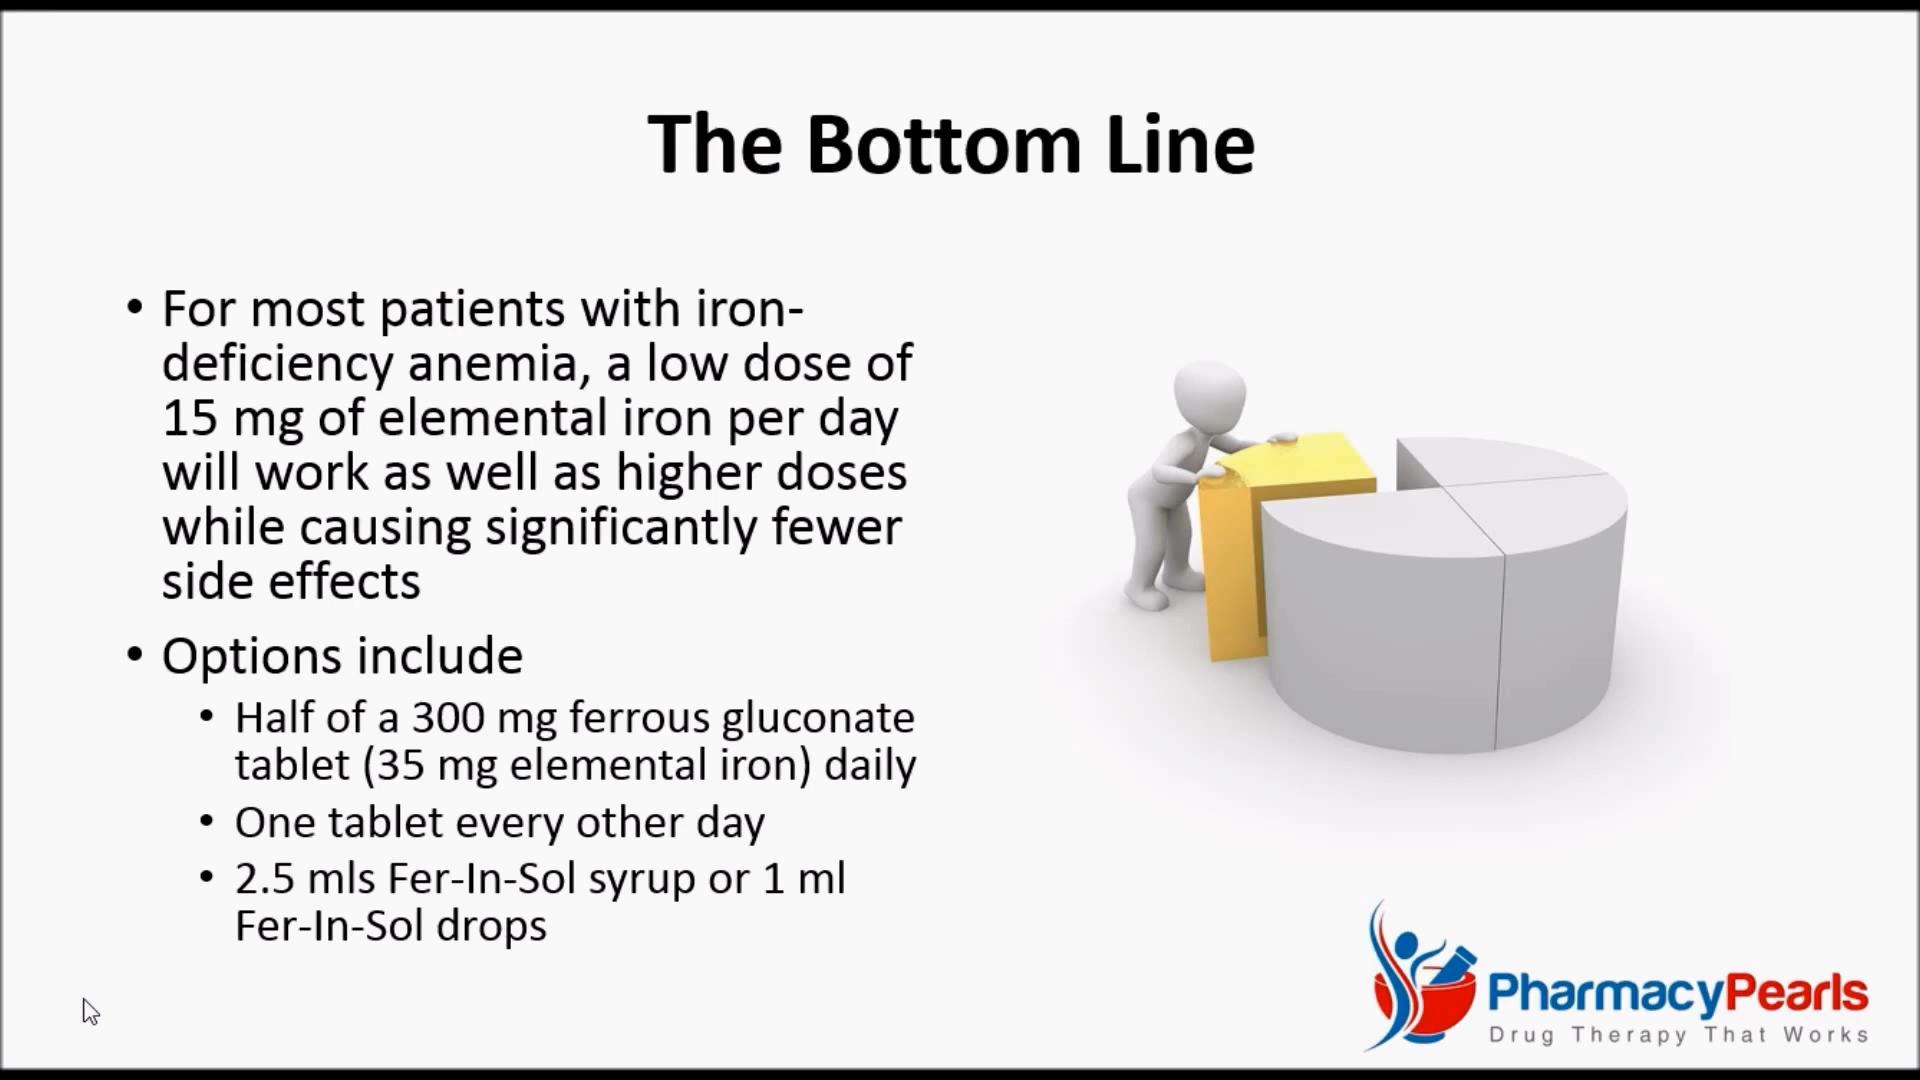 The Bottom Line
• For most patients with iron-
deficiency anemia, a low dose of
15 mg of elemental iron per day
will work as well as higher doses
while causing significantly fewer
side effects
• Options include
• Half of a 300 mg ferrous gluconate
tablet (35 mg elemental iron) daily
• One tablet every other day
• 2.5 mls Fer-In-Sol syrup or 1 ml
Fer-In-Sol drops
PharmacyPearls
Drug Therapy That Works